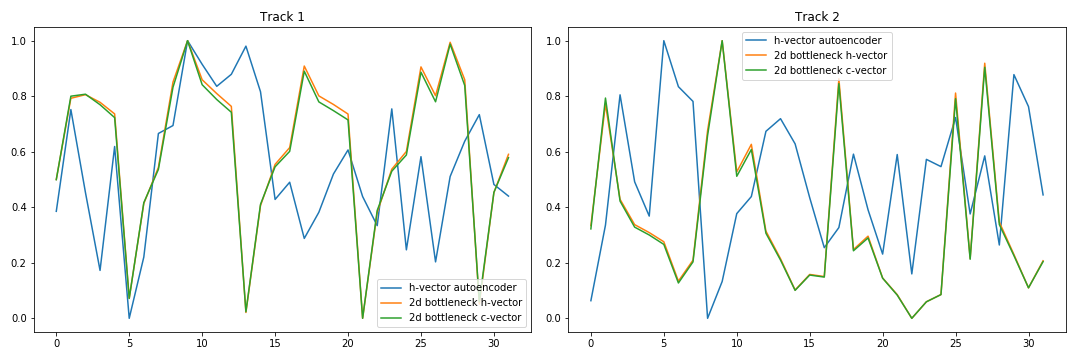 Track 1
1.0
0.8
0.6
0.4
0.2
0.0
0 5 10 15 20 25 30
h-vector autoencoder
2d bottleneck h-vector
2d bottleneck c-vector
Track 2
1.0
0.8
0.6
0.4
0.2
0.0
0 5 10 15 20 25 30
h-vector autoencoder
2d bottleneck h-vector
2d bottleneck c-vector